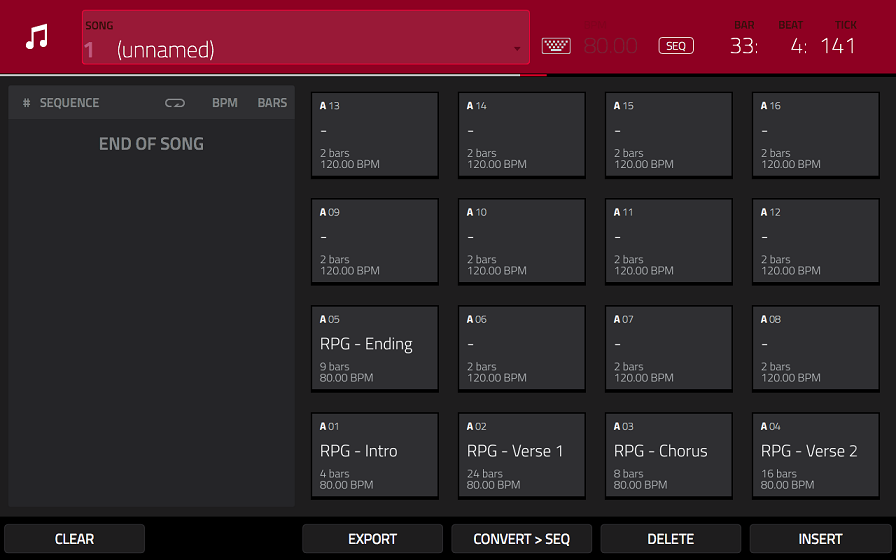 SONG
1 (unnamed)
80.00
SEQ
BAR BEAT TICK
33: 4: 141
# SEQUENCE BPM BARS
END OF SONG
A 13
-
2 bars
120.00 BPM
A 14
-
2 bars
120.00 BPM
A 15
-
2 bars
120.00 BPM
A 16
-
2 bars
120.00 BPM
A 09
-
2 bars
120.00 BPM
A 10
-
2 bars
120.00 BPM
A 11
-
2 bars
120.00 BPM
A 12
-
2 bars
120.00 BPM
A 05
RPG - Ending
9 bars
80.00 BPM
A 06
-
2 bars
120.00 BPM
A 07
-
2 bars
120.00 BPM
A 08
-
2 bars
120.00 BPM
A 01
RPG - Intro
4 bars
80.00 BPM
A 02
RPG - Verse 1
24 bars
80.00 BPM
A 03
RPG - Chorus
8 bars
80.00 BPM
A 04
RPG - Verse 2
16 bars
80.00 BPM
CLEAR EXPORT CONVERT > SEQ DELETE INSERT